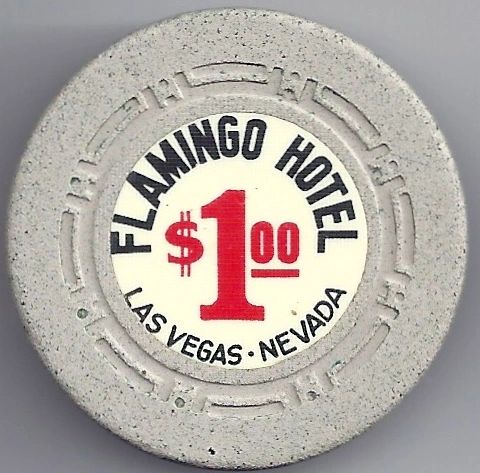 FLAMINGO HOTEL
$1.00
LAS VEGAS · NEVADA